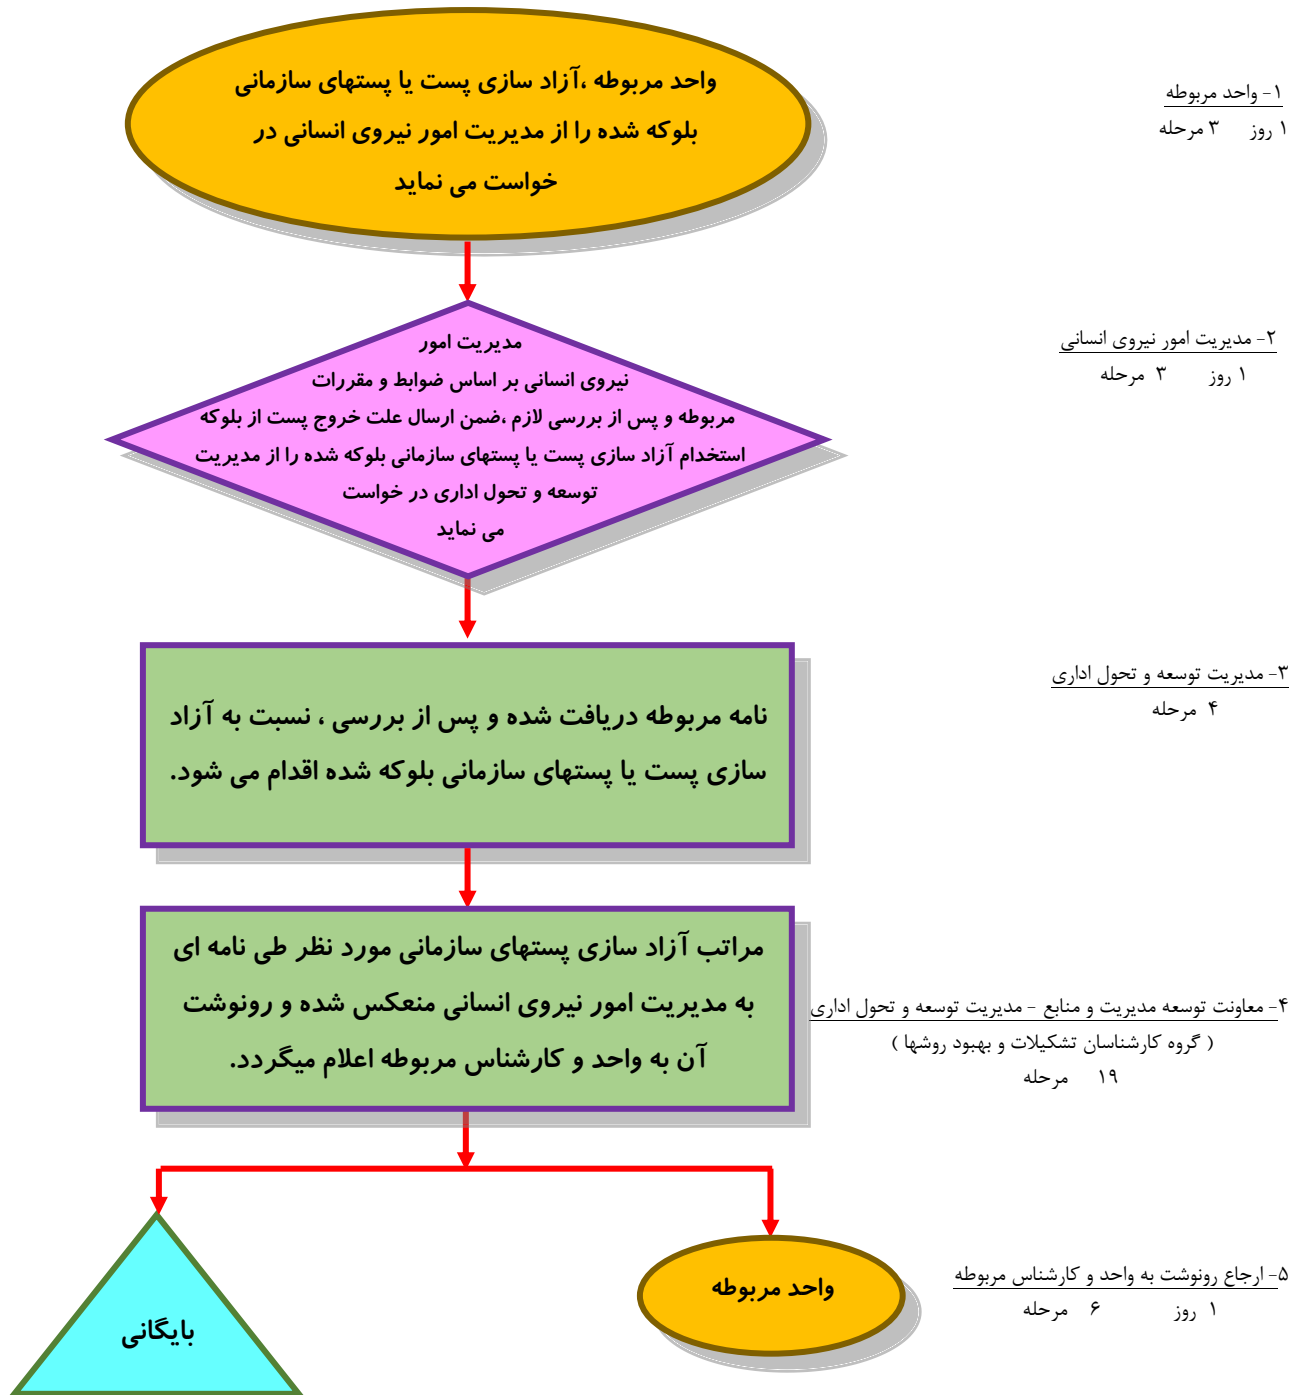 واحد مربوطه ،آزاد سازی پست یا پستهای سازمانی
بلوکه شده را از مدیریت امور نیروی انسانی در
خواست می نماید
۱- واحد مربوطه
۱ روز ۳ مرحله
مدیریت امور
نیروی انسانی بر اساس ضوابط و مقررات
مربوطه و پس از بررسی لازم ،ضمن ارسال علت خروج پست از بلوکه
استخدام آزاد سازی پست یا پستهای سازمانی بلوکه شده را از مدیریت
توسعه و تحول اداری در خواست
می نماید
۲- مدیریت امور نیروی انسانی
۱ روز ۳ مرحله
نامه مربوطه دریافت شده و پس از بررسی ، نسبت به آزاد
سازی پست یا پستهای سازمانی بلوکه شده اقدام می شود.
۳- مدیریت توسعه و تحول اداری
۴ مرحله
مراتب آزاد سازی پستهای سازمانی مورد نظر طی نامه ای
به مدیریت امور نیروی انسانی منعکس شده و رونوشت
آن به واحد و کارشناس مربوطه اعلام میگردد.
۴- معاونت توسعه مدیریت و منابع - مدیریت توسعه و تحول اداری
( گروه کارشناسان تشکیلات و بهبود روشها )
۱۹ مرحله
واحد مربوطه
بایگانی
۵- ارجاع رونوشت به واحد و کارشناس مربوطه
۱ روز ۶ مرحله